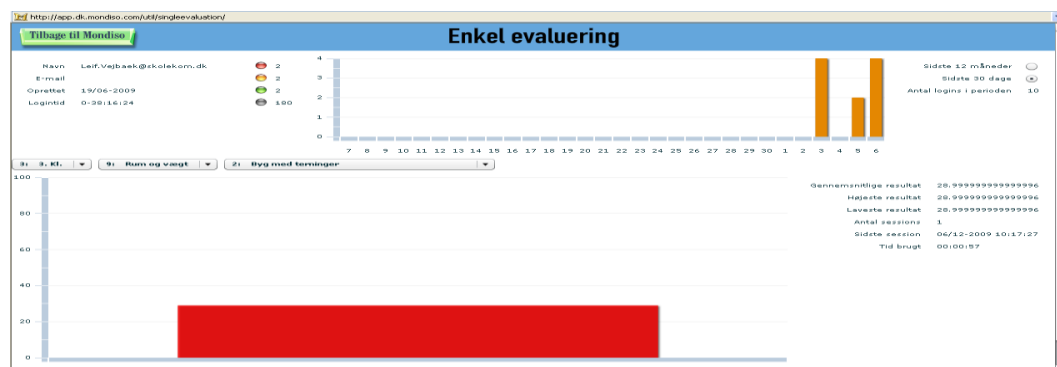 http://app.dk.mondiso.com/util/singleevaluation/
Tilbage til Mondiso
Enkel evaluering
Navn Leif.Vejbaek@skolekom.dk
E-mail
Oprettet 19/06-2009
Logintid 0-38:16:24
2
2
2
180
4
3
2
1
0
7 8 9 10 11 12 13 14 15 16 17 18 19 20 21 22 23 24 25 26 27 28 29 30 1 2 3 4 5 6
Sidste 12 måneder
Sidste 30 dage
Antal logins i perioden 10
3: 3. Kl. 9: Rum og vægt 2: Byg med terninger
100
80
60
40
20
0
Gennemsnitlige resultat 28.999999999999996
Højeste resultat 28.999999999999996
Laveste resultat 28.999999999999996
Antal sessions 1
Sidste session 06/12-2009 10:17:27
Tid brugt 00:00:57